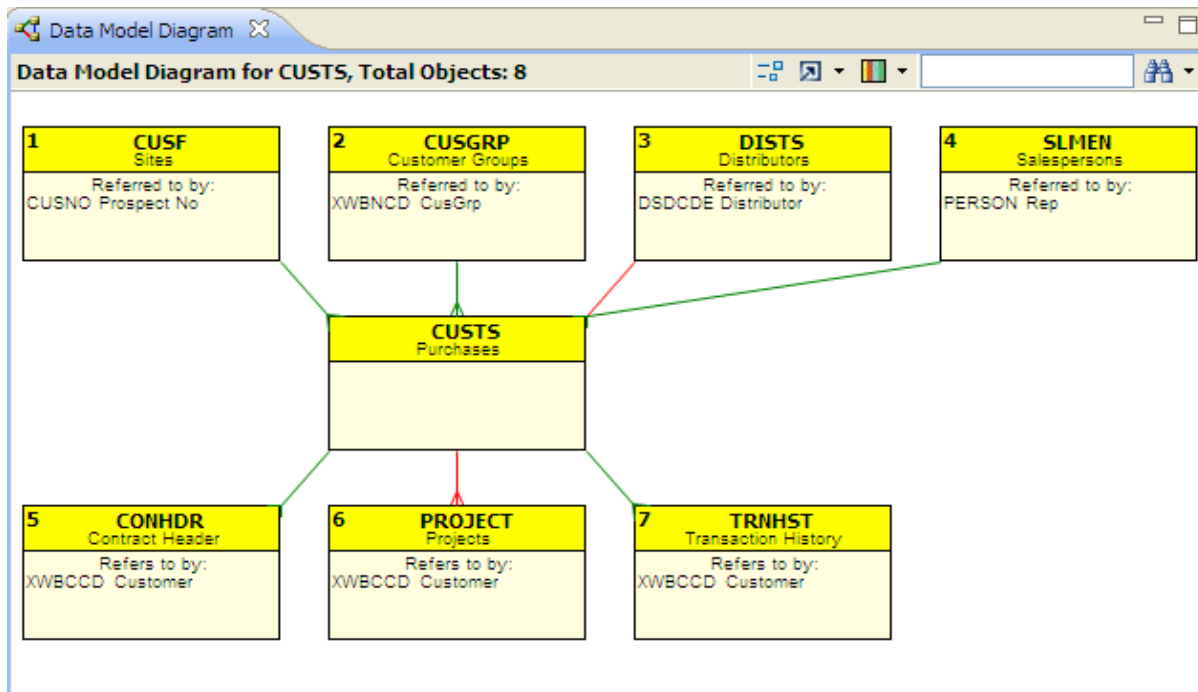 Data Model Diagram
Data Model Diagram for CUSTS, Total Objects: 8
1 CUSF
Sites
Referred to by:
CUSNO Prospect No
2 CUSGRP
Customer Groups
Referred to by:
XWBNCD CusGrp
3 DISTS
Distributors
Referred to by:
DSDCDE Distributor
4 SLMEN
Salespersons
Referred to by:
PERSON Rep
CUSTS
Purchases
5 CONHDR
Contract Header
Refers to by:
XWBCCD Customer
6 PROJECT
Projects
Refers to by:
XWBCCD Customer
7 TRNHST
Transaction History
Refers to by:
XWBCCD Customer